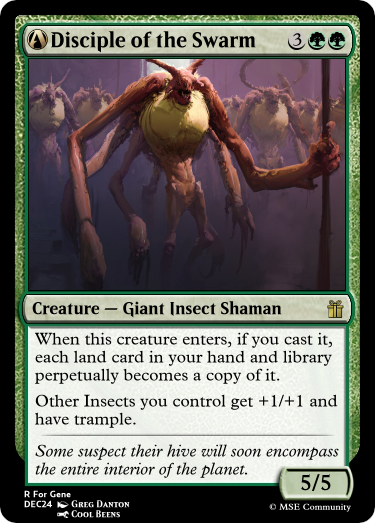 Disciple of the Swarm 3
Creature — Giant Insect Shaman
When this creature enters, if you cast it,
each land card in your hand and library
perpetually becomes a copy of it.
Other Insects you control get +1/+1 and
have trample.
Some suspect their hive will soon encompass
the entire interior of the planet.
5/5
R For Gene
DEC24 Greg Danton
Cool Beens
© MSE Community